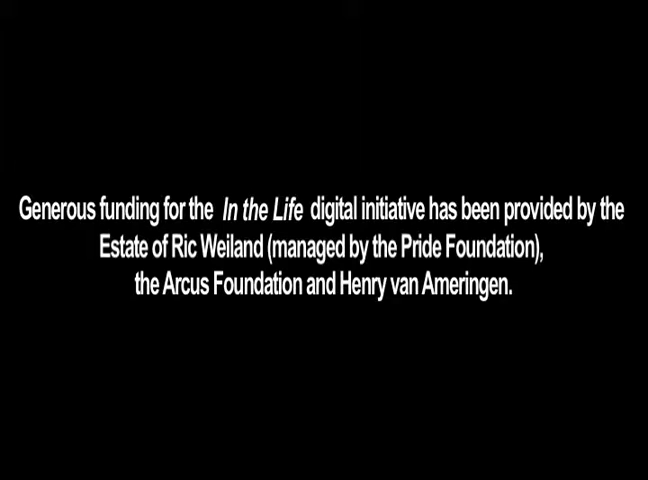 Generous funding for the In the Life digital initiative has been provided by the
Estate of Ric Weiland (managed by the Pride Foundation),
the Arcus Foundation and Henry van Ameringen.